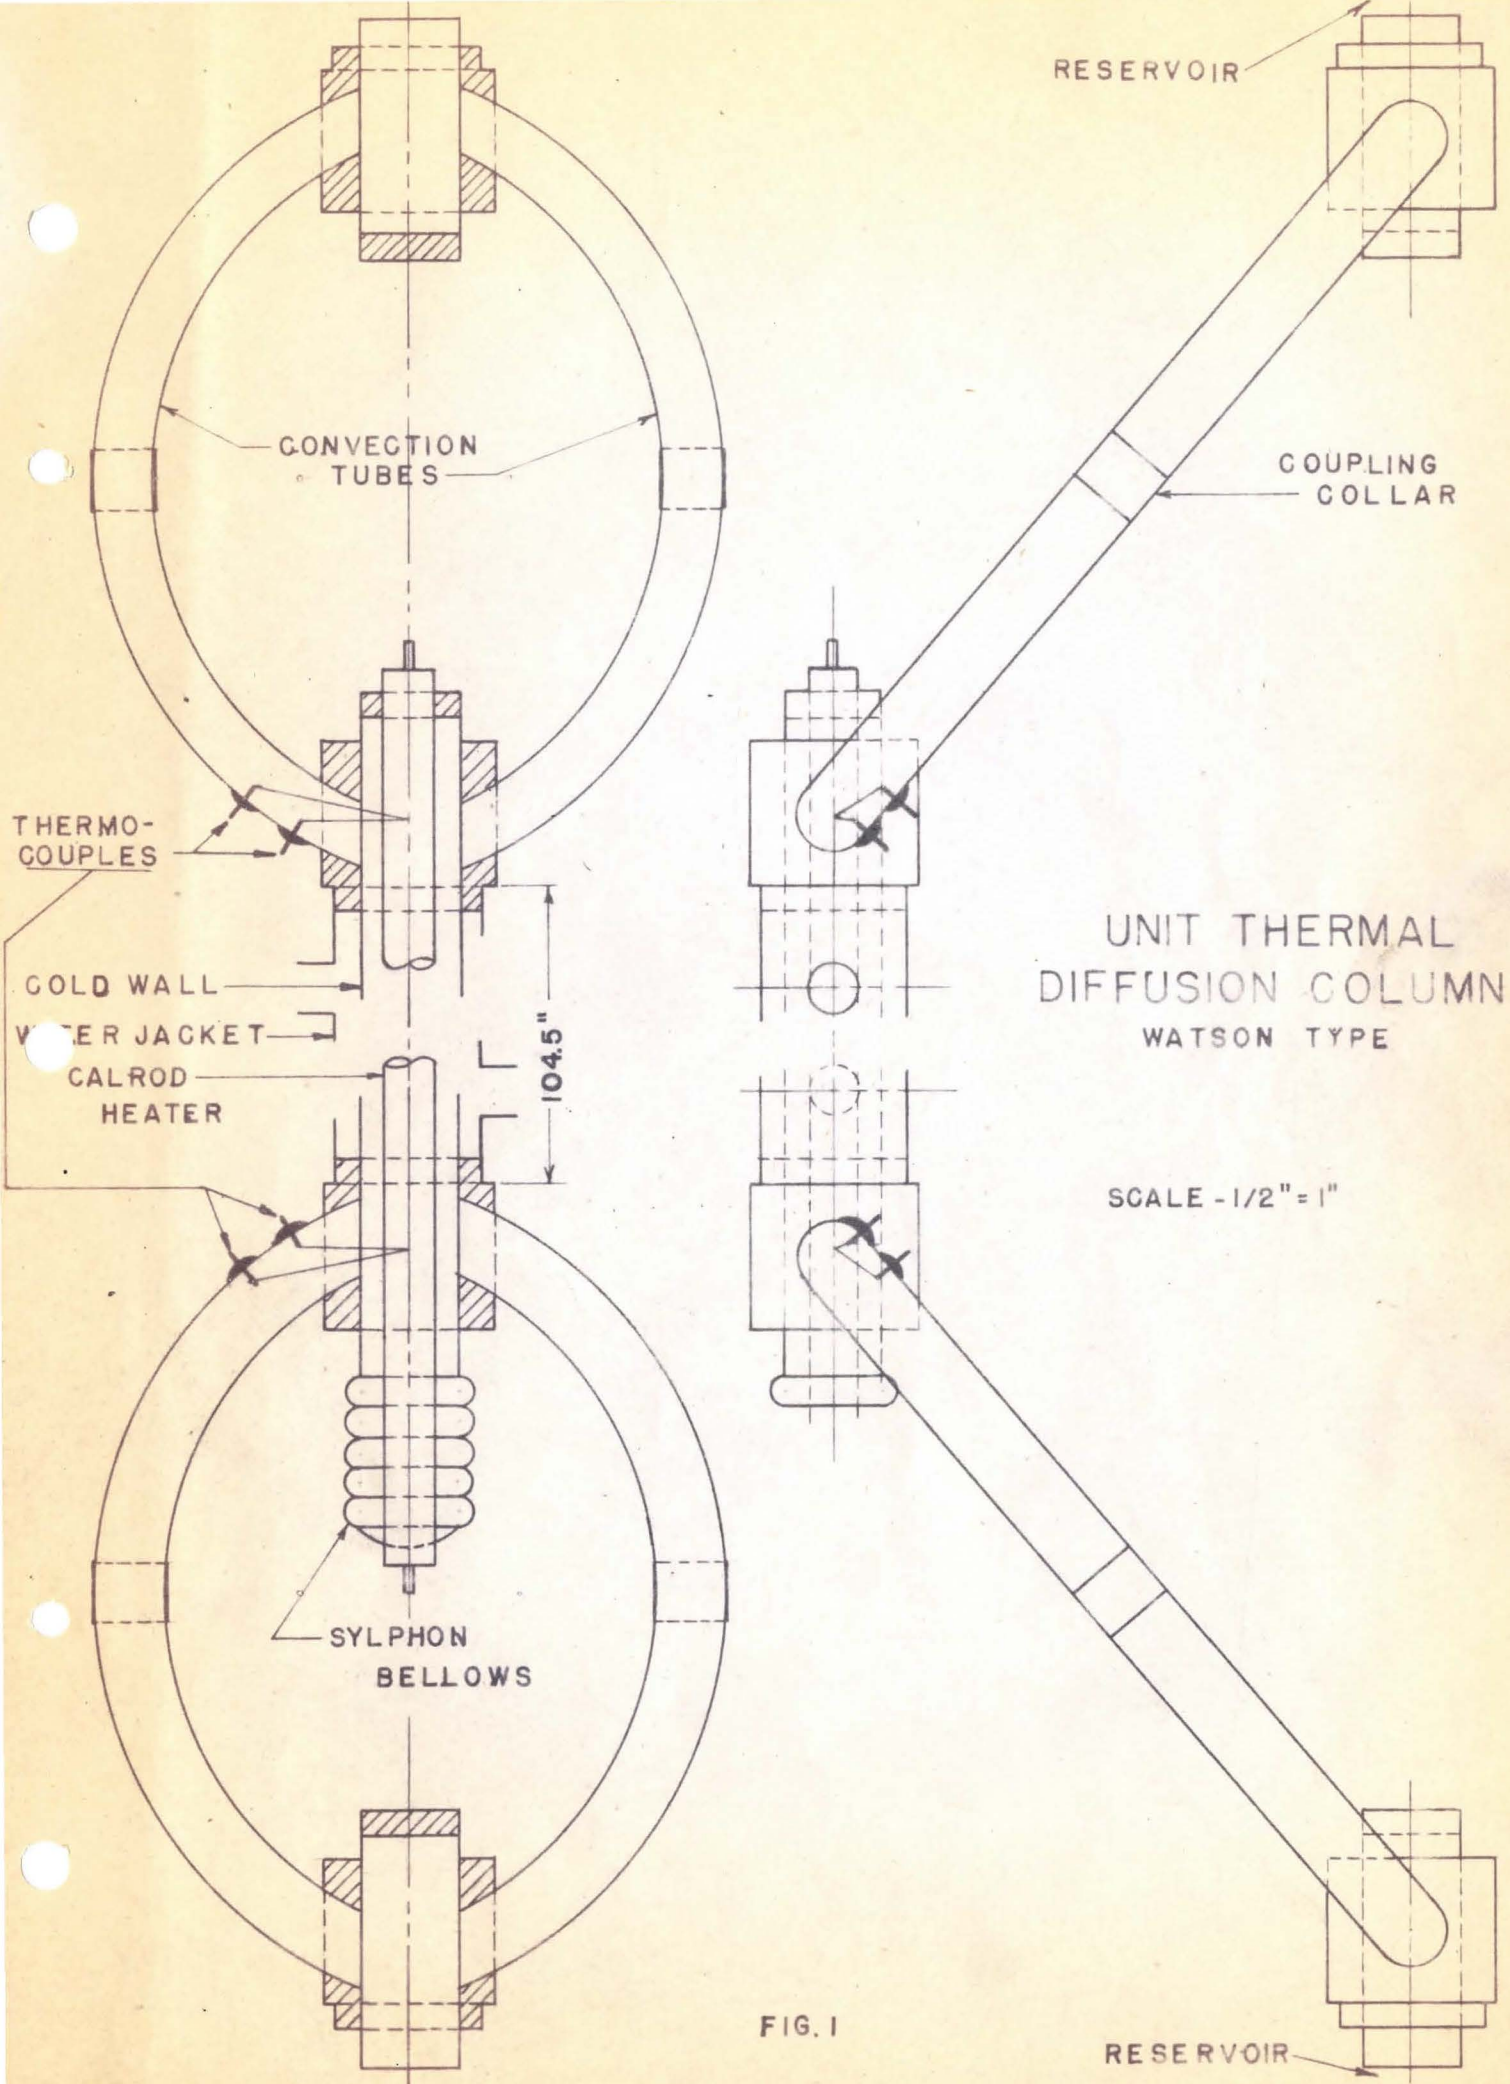 RESERVOIR
CONVECTION
TUBES
COUPLING
COLLAR
THERMO-
COUPLES
UNIT THERMAL
DIFFUSION COLUMN
WATSON TYPE
COLD WALL
JACKET
CALROD
HEATER
104.5"
SCALE - 1/2" = 1"
SYLPHON
BELLOWS
FIG. 1
RESERVOIR